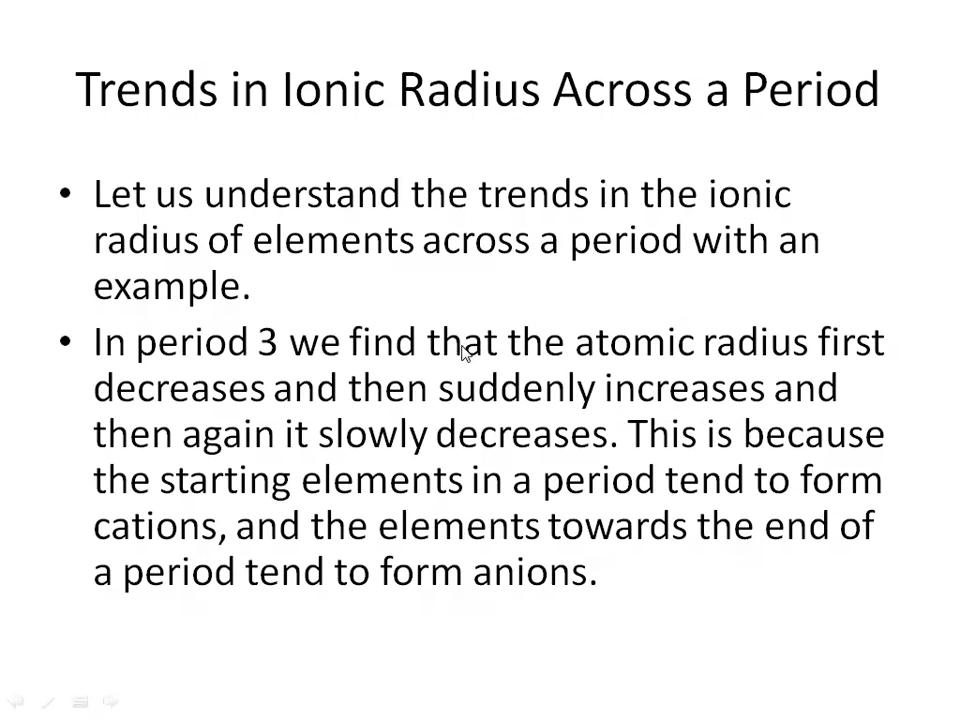 Trends in Ionic Radius Across a Period
• Let us understand the trends in the ionic
radius of elements across a period with an
example.
• In period 3 we find that the atomic radius first
decreases and then suddenly increases and
then again it slowly decreases. This is because
the starting elements in a period tend to form
cations, and the elements towards the end of
a period tend to form anions.